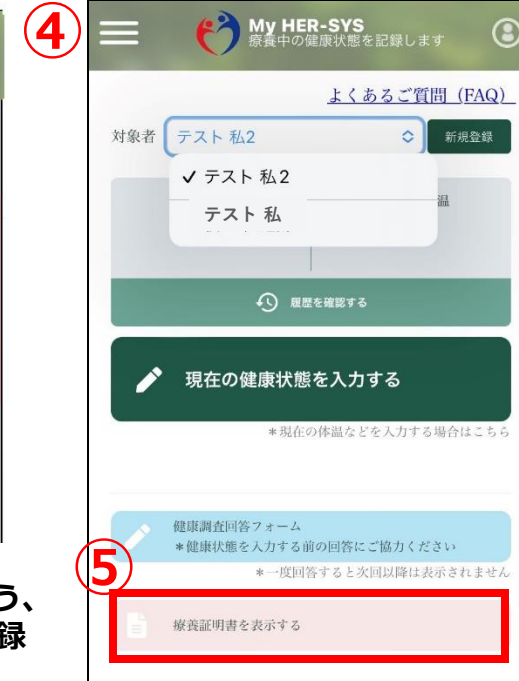 ④
My HER-SYS
療養中の健康状態を記録します
よくあるご質問（FAQ）
対象者
テスト 私2
新規登録
✓ テスト 私2
テスト 私
温
履歴を確認する
現在の健康状態を入力する
＊現在の体温などを入力する場合はこちら
健康調査回答フォーム
＊健康状態を入力する前の回答にご協力ください
＊一度回答すると次回以降は表示されません
⑤
療養証明書を表示する
う、
録